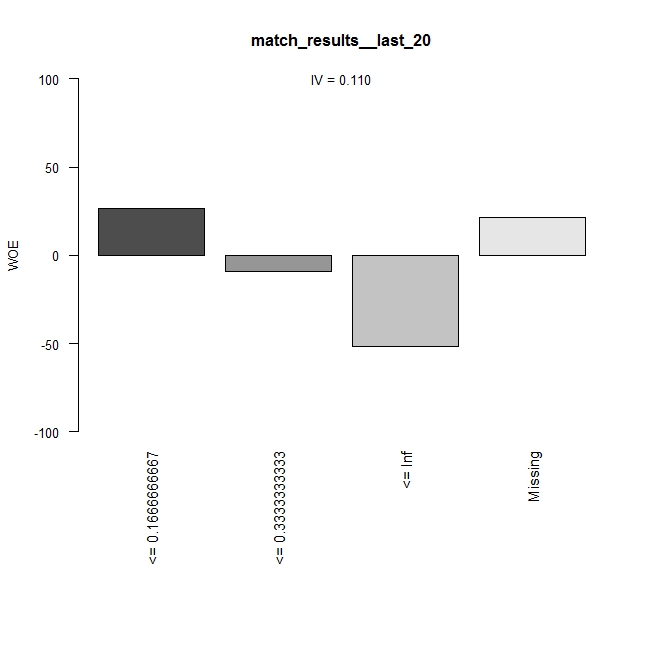 match_results__last_20
IV = 0.110
100
50
0
-50
-100
WOE
<= 0.1666666667
<= 0.3333333333
<= Inf
Missing